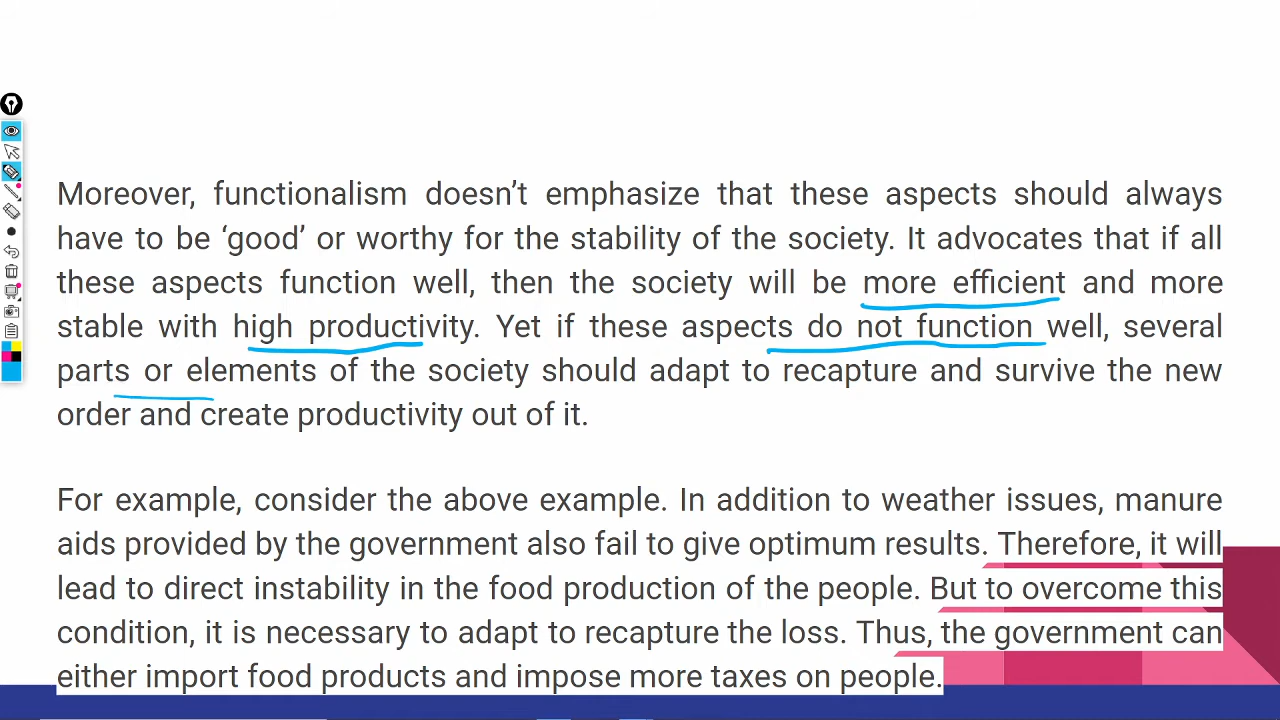 Moreover, functionalism doesn’t emphasize that these aspects should always
have to be ‘good’ or worthy for the stability of the society. It advocates that if all
these aspects function well, then the society will be more efficient and more
stable with high productivity. Yet if these aspects do not function well, several
parts or elements of the society should adapt to recapture and survive the new
order and create productivity out of it.
For example, consider the above example. In addition to weather issues, manure
aids provided by the government also fail to give optimum results. Therefore, it will
lead to direct instability in the food production of the people. But to overcome this
condition, it is necessary to adapt to recapture the loss. Thus, the government can
either import food products and impose more taxes on people.